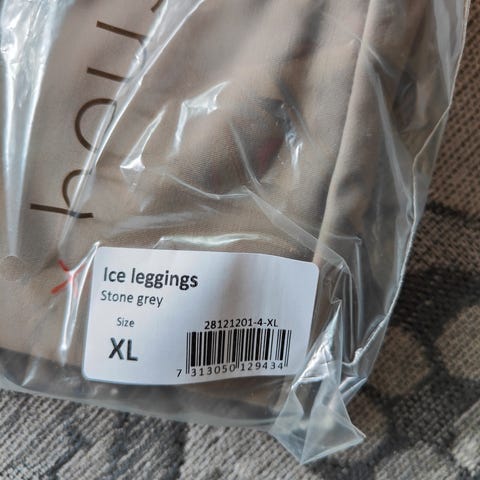 Ice leggings
Stone grey
Size
XL
28121201-4-XL
7 313050 129434